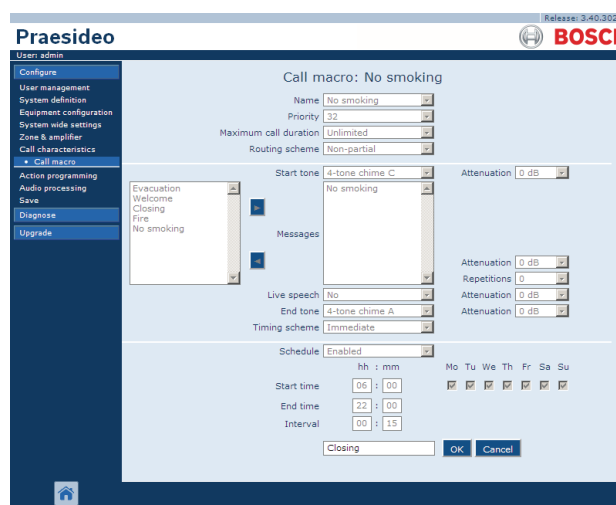 Release: 3.40.302
Praesideo
BOSCH
User: admin
Configure
User management
System definition
Equipment configuration
System wide settings
Zone & amplifier
Call characteristics
• Call macro
Action programming
Audio processing
Save
Diagnose
Upgrade
Call macro: No smoking
Name No smoking
Priority 32
Maximum call duration Unlimited
Routing scheme Non-partial
Start tone 4-tone chime C Attenuation 0 dB
Evacuation
Welcome
Closing
Fire
No smoking
Messages
No smoking
Attenuation 0 dB
Repetitions 0
Live speech No Attenuation 0 dB
End tone 4-tone chime A Attenuation 0 dB
Timing scheme Immediate
Schedule Enabled
hh : mm Mo Tu We Th Fr Sa Su
Start time 06 : 00
End time 22 : 00
Interval 00 : 15
Closing OK Cancel